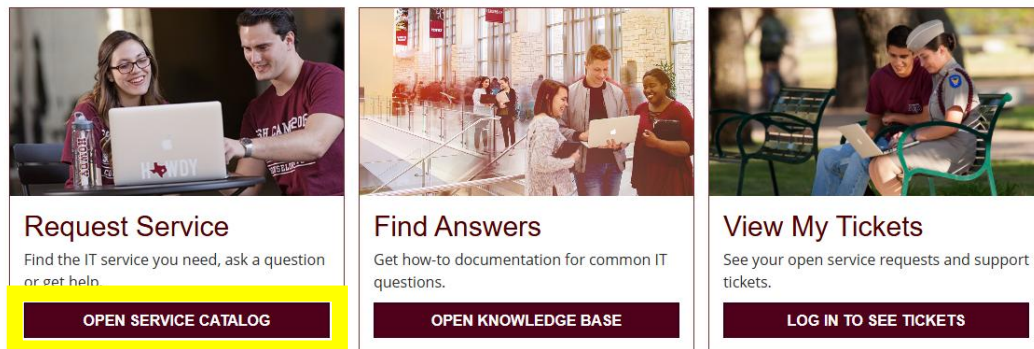 HOWDY
Request Service
Find the IT service you need, ask a question
or get help.
OPEN SERVICE CATALOG
Find Answers
Get how-to documentation for common IT
questions.
OPEN KNOWLEDGE BASE
View My Tickets
See your open service requests and support
tickets.
LOG IN TO SEE TICKETS